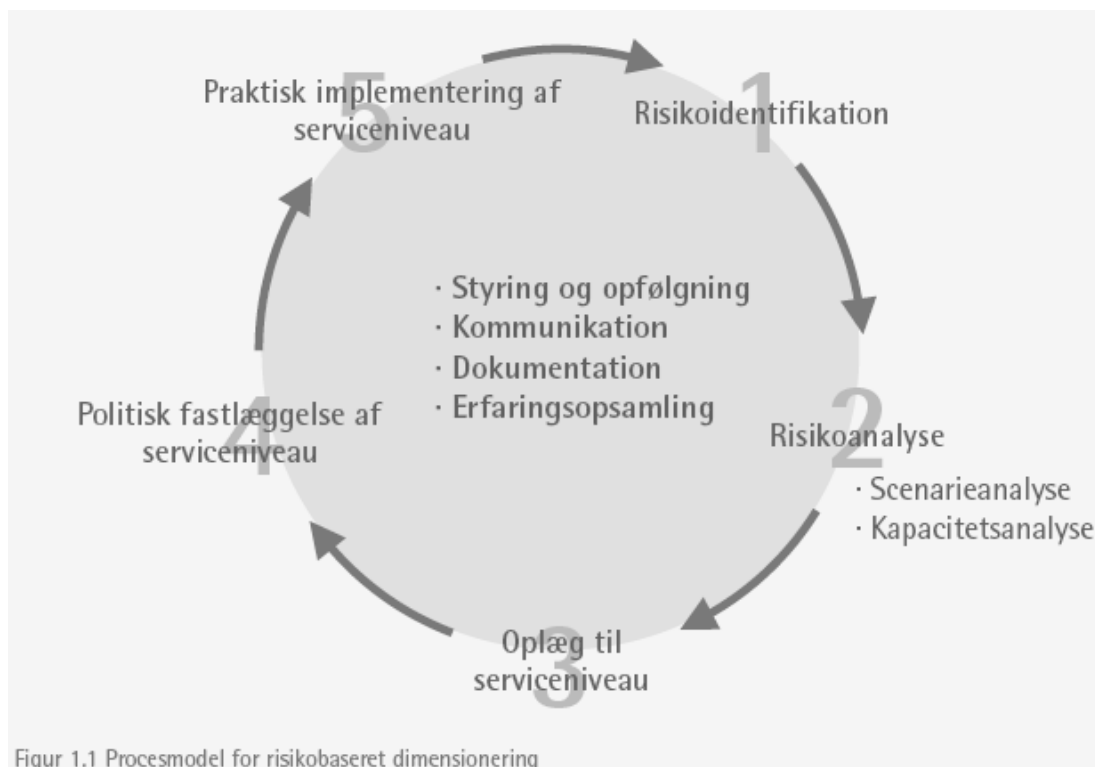 1
Risikoidentifikation
2
Risikoanalyse
· Scenarieanalyse
· Kapacitetsanalyse
3
Oplæg til
serviceniveau
4
Politisk fastlæggelse af
serviceniveau
5
Praktisk implementering af
serviceniveau
· Styring og opfølgning
· Kommunikation
· Dokumentation
· Erfaringsopsamling
Figur 1.1 Procesmodel for risikobaseret dimensionering